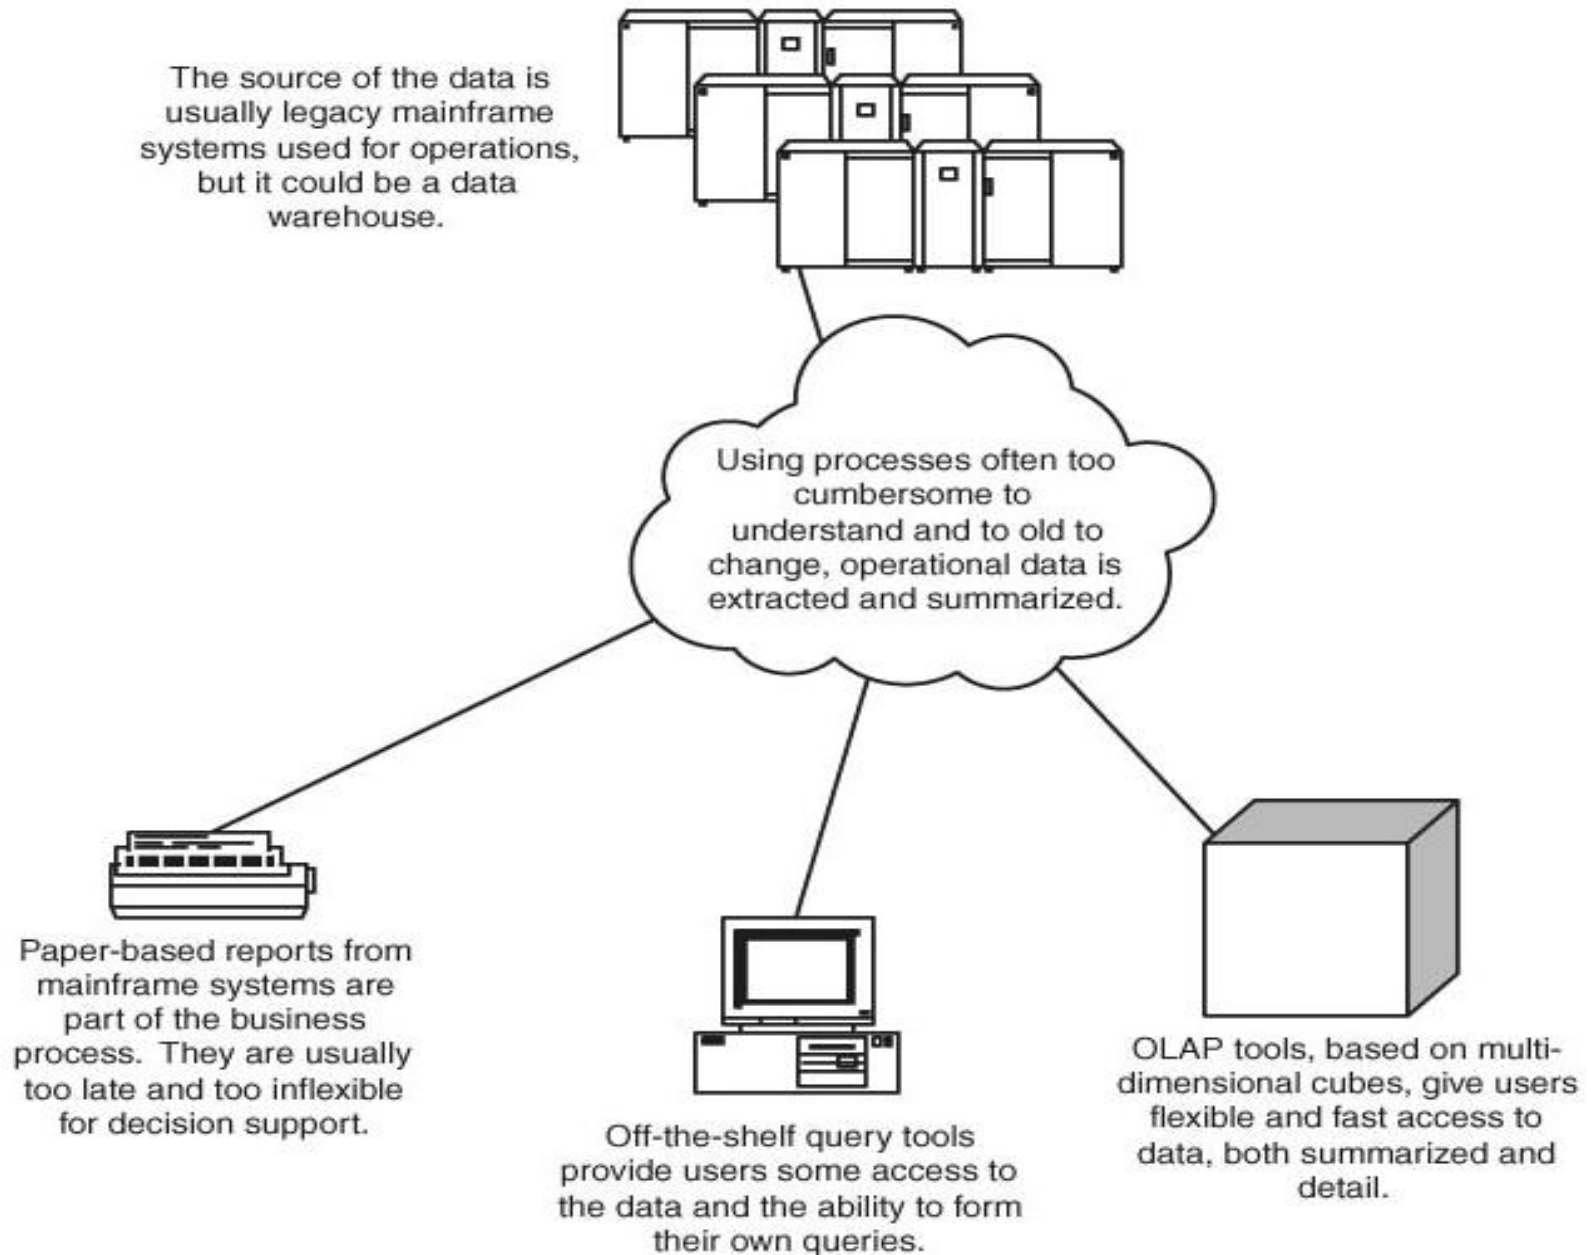 The source of the data is
usually legacy mainframe
systems used for operations,
but it could be a data
warehouse.
Using processes often too
cumbersome to
understand and to old to
change, operational data is
extracted and summarized.
Paper-based reports from
mainframe systems are
part of the business
process. They are usually
too late and too inflexible
for decision support.
Off-the-shelf query tools
provide users some access to
the data and the ability to form
their own queries.
OLAP tools, based on multi-
dimensional cubes, give users
flexible and fast access to
data, both summarized and
detail.